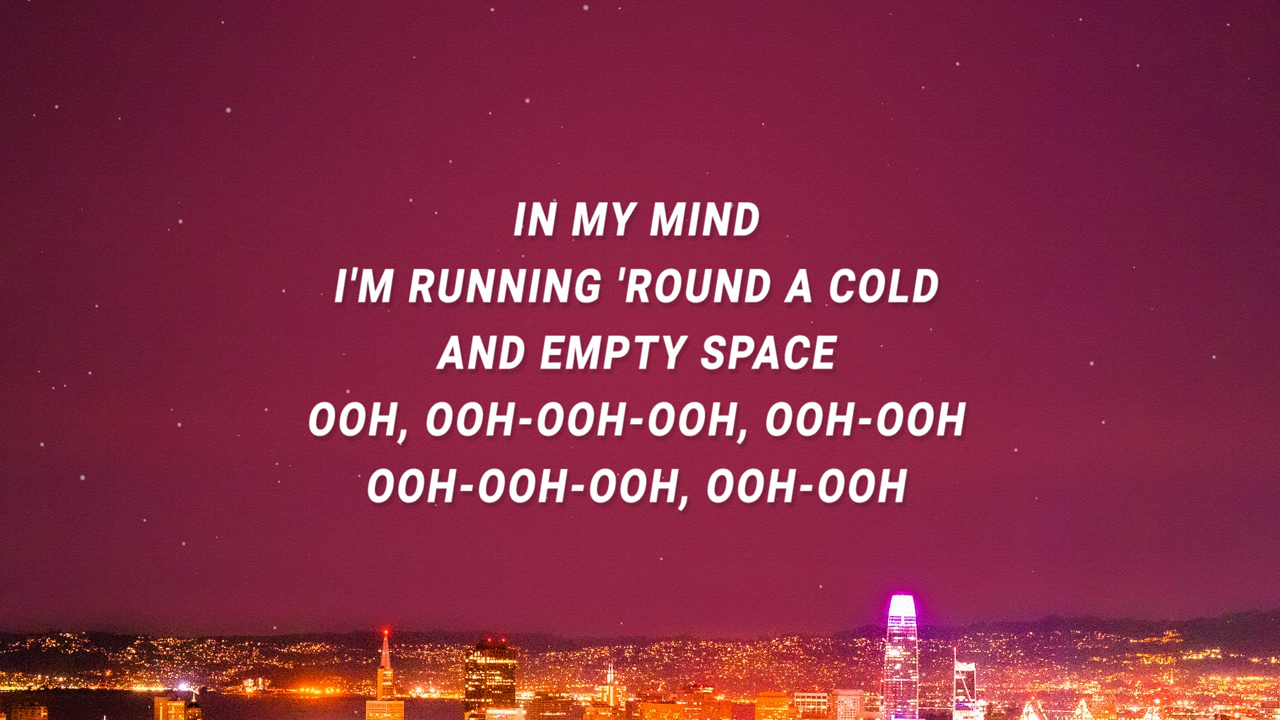 IN MY MIND
I'M RUNNING 'ROUND A COLD
AND EMPTY SPACE
OOH, OOH-OOH-OOH, OOH-OOH
OOH-OOH-OOH, OOH-OOH